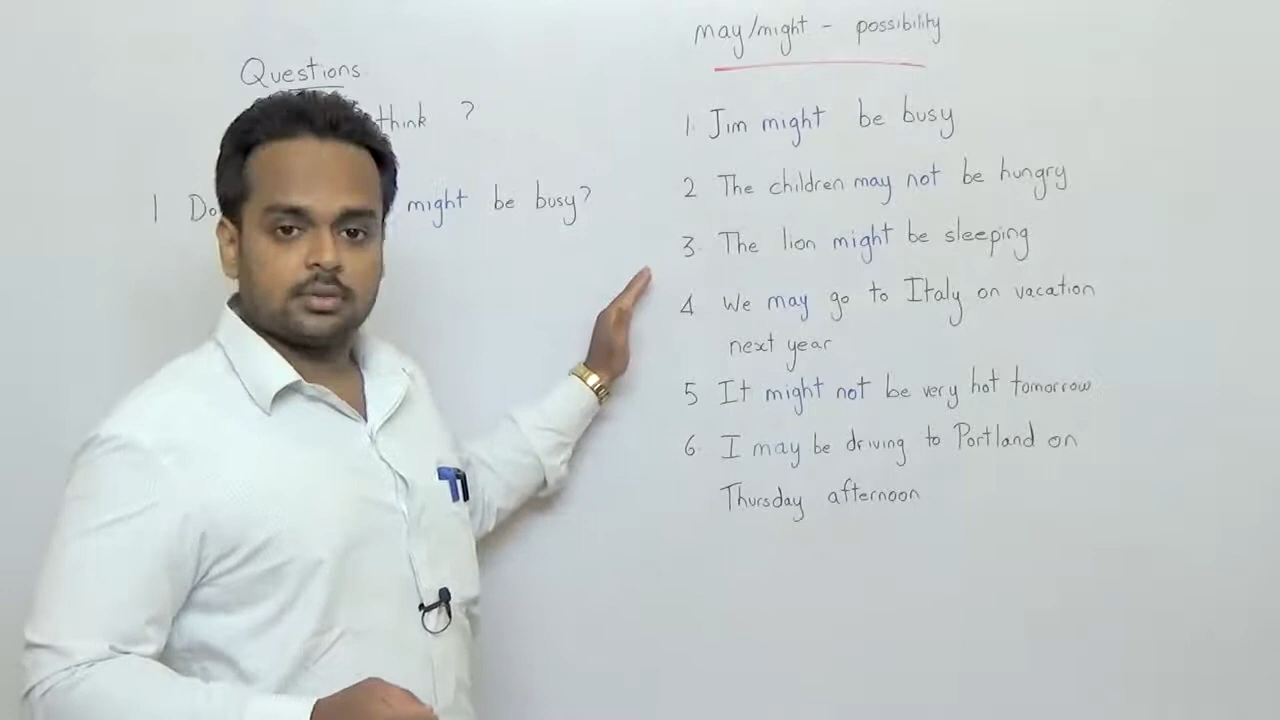 Questions
think ?
1 Do might be busy?
may/might - possibility
1. Jim might be busy
2 The children may not be hungry
3. The lion might be sleeping
4 We may go to Italy on vacation
next year
5 It might not be very hot tomorrow
6. I may be driving to Portland on
Thursday afternoon